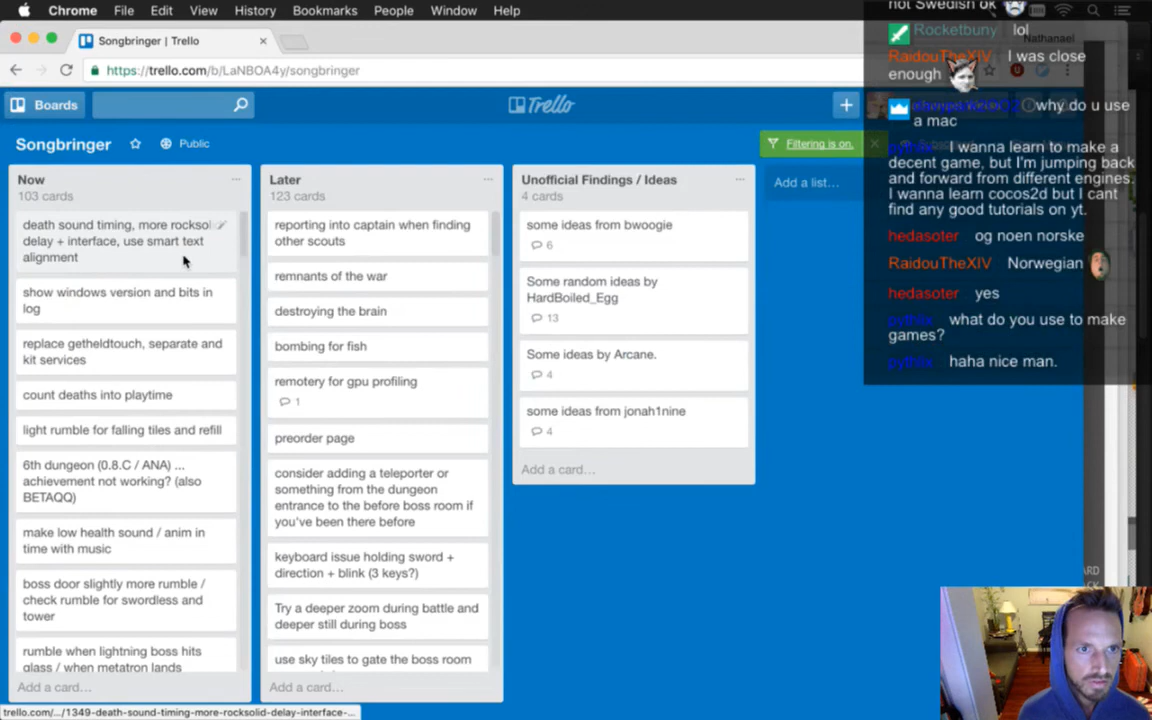 Chrome File Edit View History Bookmarks People Window Help
Songbringer | Trello
Nathanael
https://trello.com/b/LaNBOA4y/songbringer
Boards
Trello
Songbringer
Public
Filtering is on.
Now
103 cards
death sound timing, more rocksol
delay + interface, use smart text
alignment
show windows version and bits in
log
replace getheldtouch, separate and
kit services
count deaths into playtime
light rumble for falling tiles and refill
6th dungeon (0.8.C / ANA) ...
achievement not working? (also
BETAQQ)
make low health sound / anim in
time with music
boss door slightly more rumble /
check rumble for swordless and
tower
rumble when lightning boss hits
glass / when metatron lands
Add a card…
Later
123 cards
reporting into captain when finding
other scouts
remnants of the war
destroying the brain
bombing for fish
remotery for gpu profiling
1
preorder page
consider adding a teleporter or
something from the dungeon
entrance to the before boss room if
you've been there before
keyboard issue holding sword +
direction + blink (3 keys?)
Try a deeper zoom during battle and
deeper still during boss
use sky tiles to gate the boss room
Add a card…
Unofficial Findings / Ideas
4 cards
some ideas from bwoogie
6
Some random ideas by
HardBoiled_Egg
13
Some ideas by Arcane.
4
some ideas from jonah1nine
4
Add a card…
Add a list…
not Swedish ok
Rocketbuny lol
RaidouTheXIV I was close
enough
why do u use
a mac
pythix I wanna learn to make a
decent game, but I'm jumping back
and forward from different engines.
I wanna learn cocos2d but I cant
find any good tutorials on yt.
hedasoter og noen norske
RaidouTheXIV Norwegian
hedasoter yes
pythix what do you use to make
games?
pythix haha nice man.
trello.com/.../1349-death-sound-timing-more-rocksolid-delay-interface-...